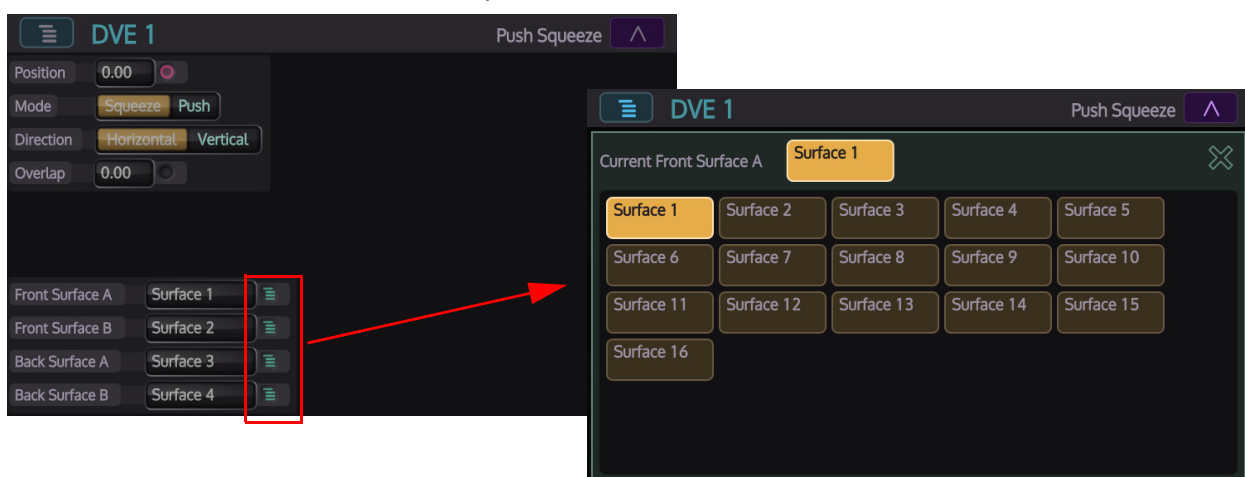 DVE 1 Push Squeeze
Position 0.00
Mode Squeeze Push
Direction Horizontal Vertical
Overlap 0.00
Front Surface A Surface 1
Front Surface B Surface 2
Back Surface A Surface 3
Back Surface B Surface 4
DVE 1 Push Squeeze
Current Front Surface A Surface 1
Surface 1 Surface 2 Surface 3 Surface 4 Surface 5
Surface 6 Surface 7 Surface 8 Surface 9 Surface 10
Surface 11 Surface 12 Surface 13 Surface 14 Surface 15
Surface 16